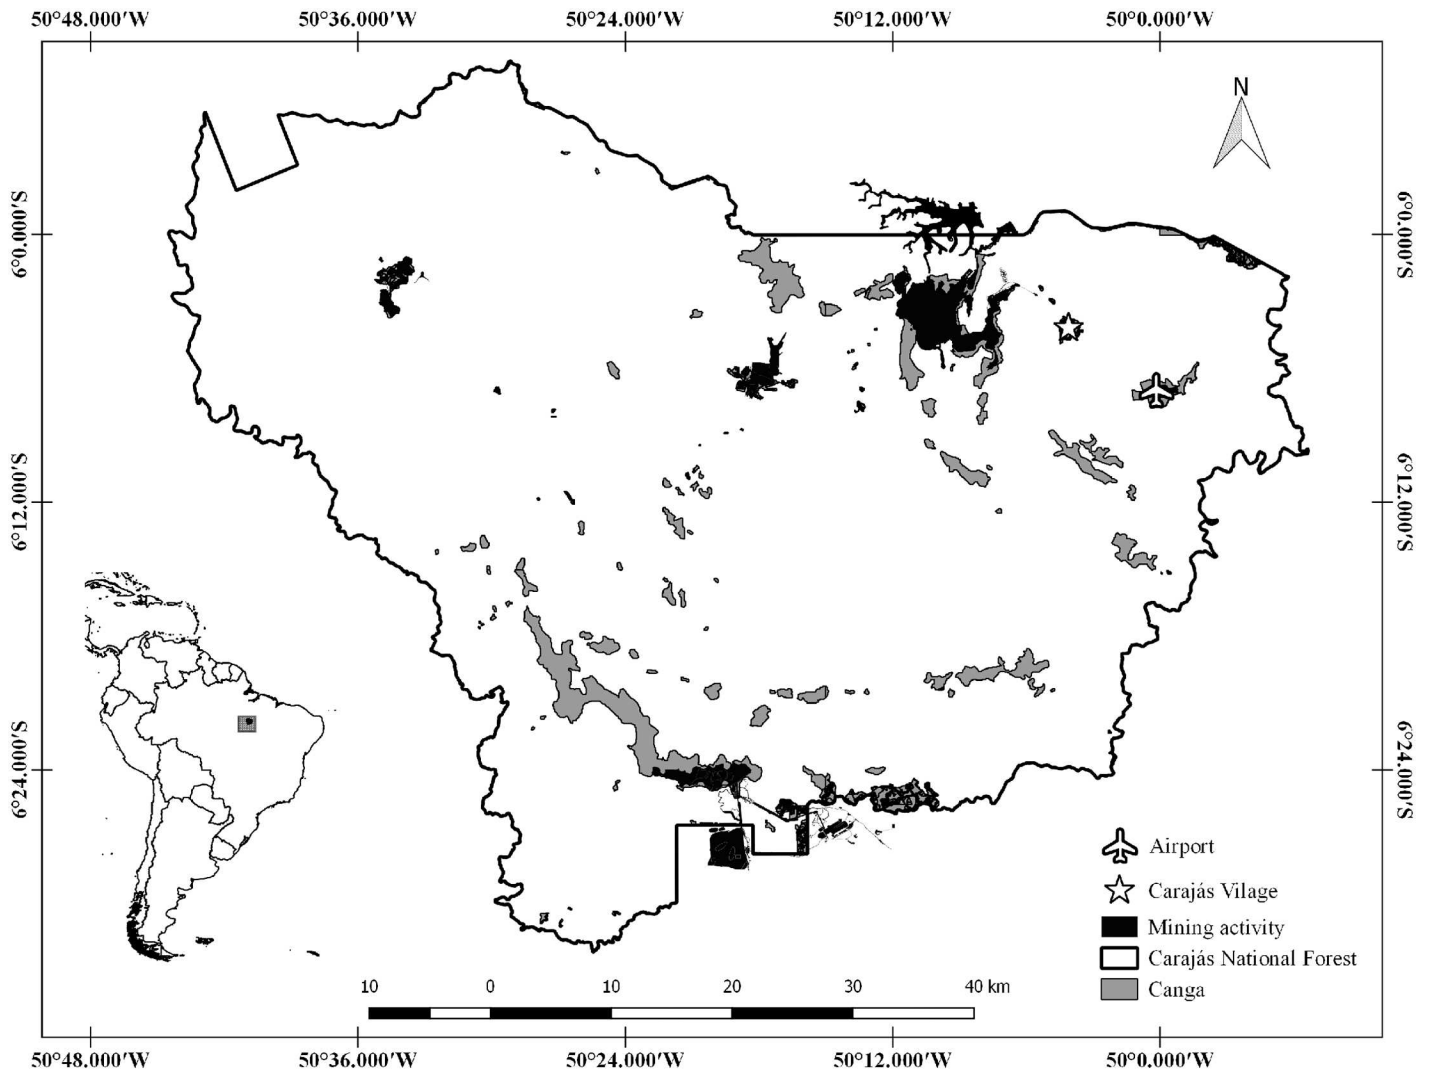 50°48.000'W 50°36.000'W 50°24.000'W 50°12.000'W 50°0.000'W
N
6°0.000'S 6°0.000'S
6°12.000'S 6°12.000'S
6°24.000'S 6°24.000'S
Airport
Carajás Vilage
Mining activity
Carajás National Forest
Canga
10 0 10 20 30 40 km
50°48.000'W 50°36.000'W 50°24.000'W 50°12.000'W 50°0.000'W